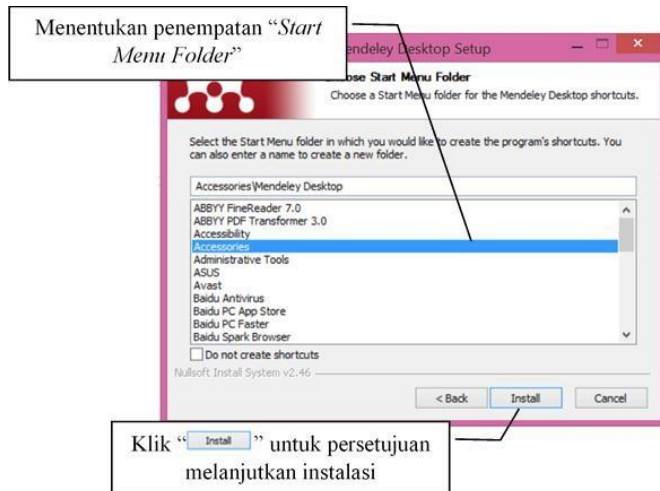 Menentukan penempatan “Start
Menu Folder”
Mendeley Desktop Setup
Choose Start Menu Folder
Choose a Start Menu folder for the Mendeley Desktop shortcuts.
Select the Start Menu folder in which you would like to create the program's shortcuts. You
can also enter a name to create a new folder.
Accessories\Mendeley Desktop
ABBYY FineReader 7.0
ABBYY PDF Transformer 3.0
Accessibility
Accessories
Administrative Tools
ASUS
Avast
Baidu Antivirus
Baidu PC App Store
Baidu PC Faster
Baidu Spark Browser
Do not create shortcuts
Nullsoft Install System v2.46
< Back Install Cancel
Klik “ Install ” untuk persetujuan
melanjutkan instalasi